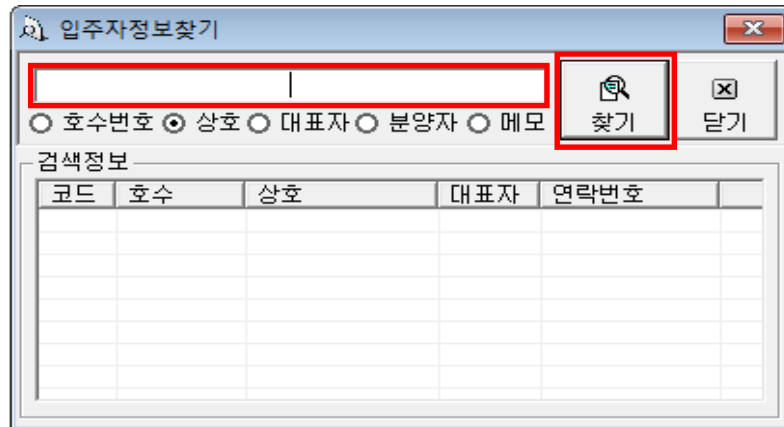 입주자정보찾기
호수번호 상호 대표자 분양자 메모
찾기
닫기
검색정보
코드 호수 상호 대표자 연락번호